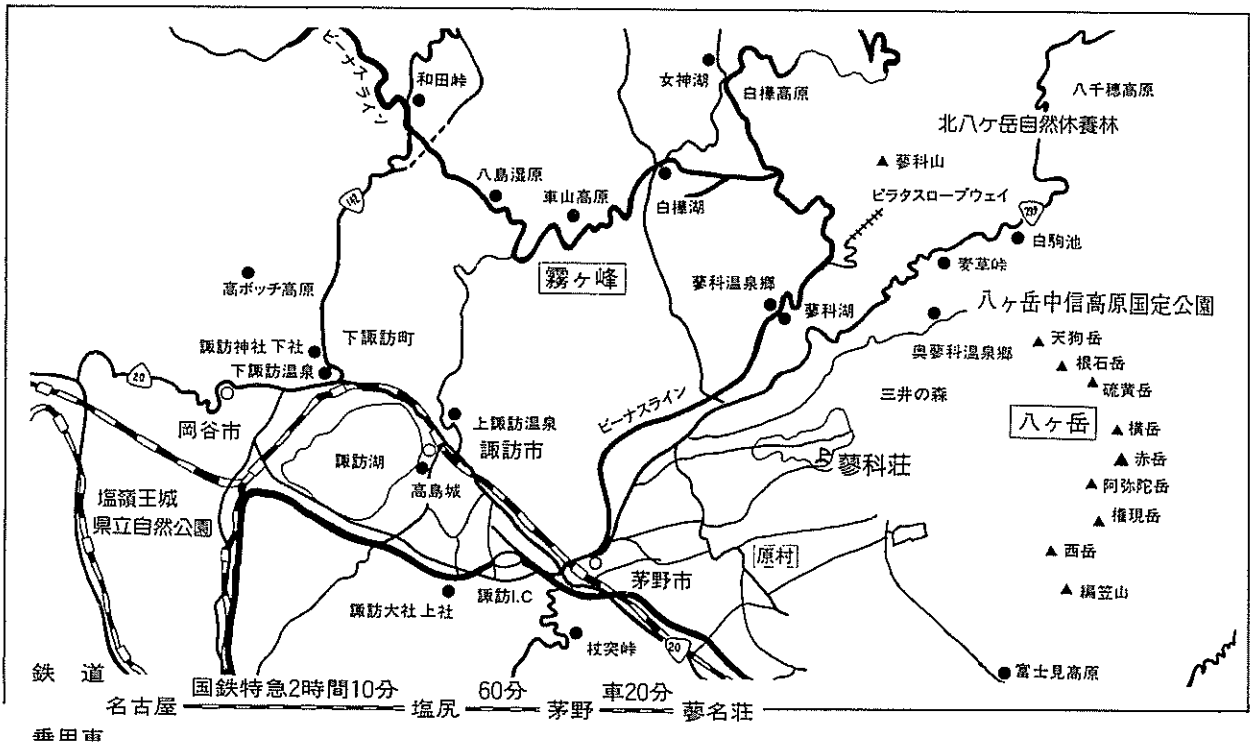 ビーナスライン
和田峠
女神湖
白樺高原
八千穂高原
北八ヶ岳自然休養林
蓼科山
八島湿原
車山高原
白樺湖
ピラタスロープウェイ
142
299
白駒池
麦草峠
霧ヶ峰
高ボッチ高原
蓼科温泉郷
蓼科湖
八ヶ岳中信高原国定公園
下諏訪町
諏訪神社下社
下諏訪温泉
奥蓼科温泉郷
天狗岳
根石岳
硫黄岳
三井の森
20
岡谷市
ビーナスライン
上諏訪温泉
諏訪市
八ヶ岳
横岳
諏訪湖
高島城
蓼科荘
赤岳
阿弥陀岳
塩嶺王城
県立自然公園
権現岳
原村
西岳
茅野市
諏訪I.C
諏訪大社上社
編笠山
杖突峠
20
富士見高原
鉄道
国鉄特急2時間10分 60分 車20分
名古屋 塩尻 茅野 蓼名荘
乗用車